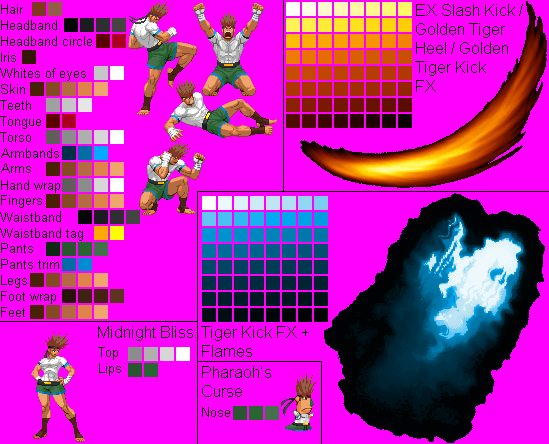 Hair
Headband
Headband circle
Iris
Whites of eyes
Skin
Teeth
Tongue
Torso
Armbands
Arms
Hand wrap
Fingers
Waistband
Waistband tag
Pants
Pants trim
Legs
Foot wrap
Feet
EX Slash Kick /
Golden Tiger
Heel / Golden
Tiger Kick
FX
Midnight Bliss
Top
Lips
Tiger Kick FX +
Flames
Pharaoh's
Curse
Nose